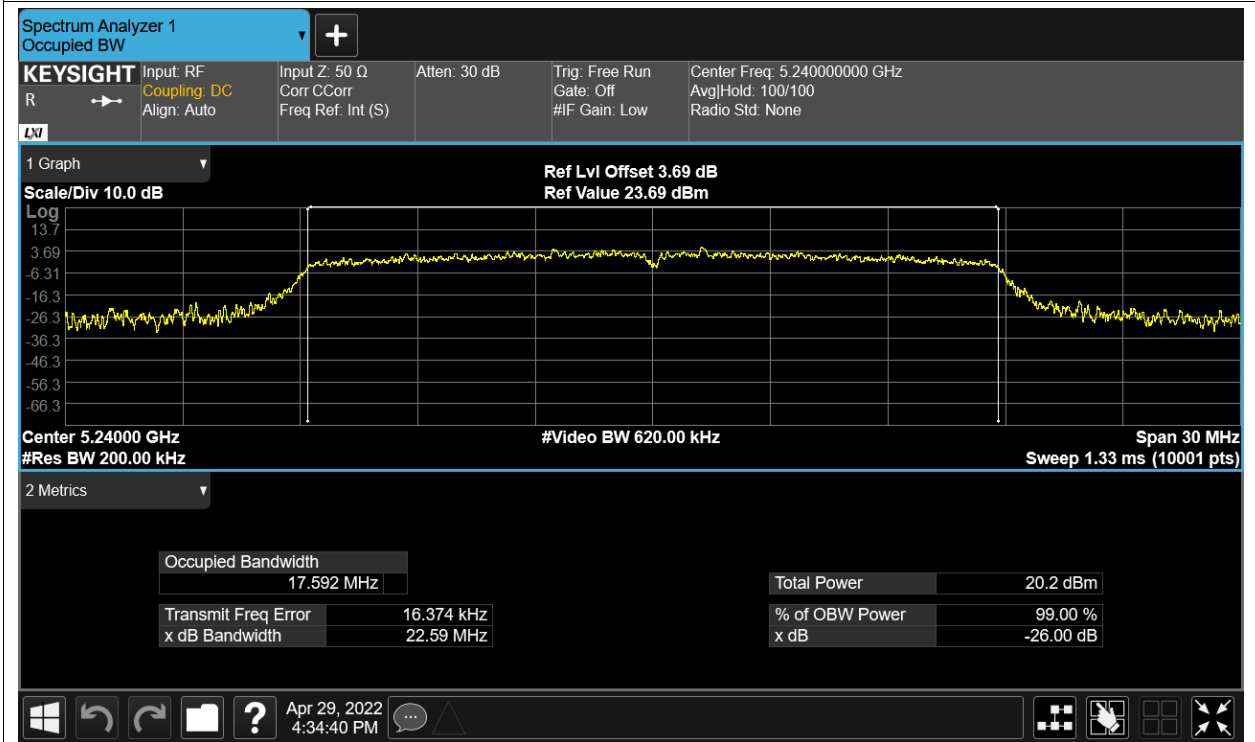 Spectrum Analyzer 1
Occupied BW
KEYSIGHT Input: RF Input Z: 50 Ω Atten: 30 dB Trig: Free Run Center Freq: 5.240000000 GHz
R Coupling: DC Corr CCorr Gate: Off Avg|Hold: 100/100
Align: Auto Freq Ref: Int (S) #IF Gain: Low Radio Std: None
LXI
1 Graph
Ref Lvl Offset 3.69 dB
Scale/Div 10.0 dB Ref Value 23.69 dBm
Log
13.7
3.69
-6.31
-16.3
-26.3
-36.3
-46.3
-56.3
-66.3
Center 5.24000 GHz #Video BW 620.00 kHz Span 30 MHz
#Res BW 200.00 kHz Sweep 1.33 ms (10001 pts)
2 Metrics
Occupied Bandwidth
17.592 MHz Total Power 20.2 dBm
Transmit Freq Error 16.374 kHz % of OBW Power 99.00 %
x dB Bandwidth 22.59 MHz x dB -26.00 dB
? Apr 29, 2022
4:34:40 PM